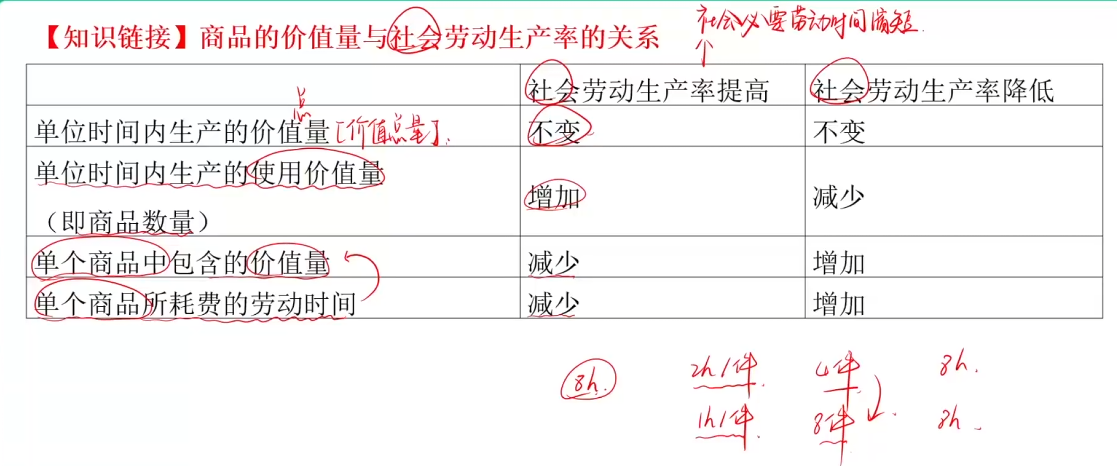 社会必要劳动时间缩短
【知识链接】商品的价值量与社会劳动生产率的关系
社会劳动生产率提高 社会劳动生产率降低
总
单位时间内生产的价值量[价值总量]. 不变 不变
单位时间内生产的使用价值量
(即商品数量) 增加 减少
单个商品中包含的价值量 减少 增加
单个商品所耗费的劳动时间 减少 增加
8h. 2h/件. 4件 8h.
1h/件. 8件 8h.